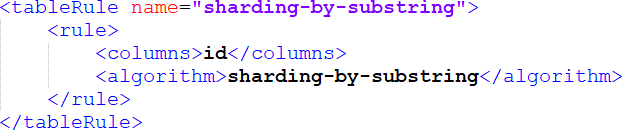 <tableRule name="sharding-by-substring">
<rule>
<columns>id</columns>
<algorithm>sharding-by-substring</algorithm>
</rule>
</tableRule>